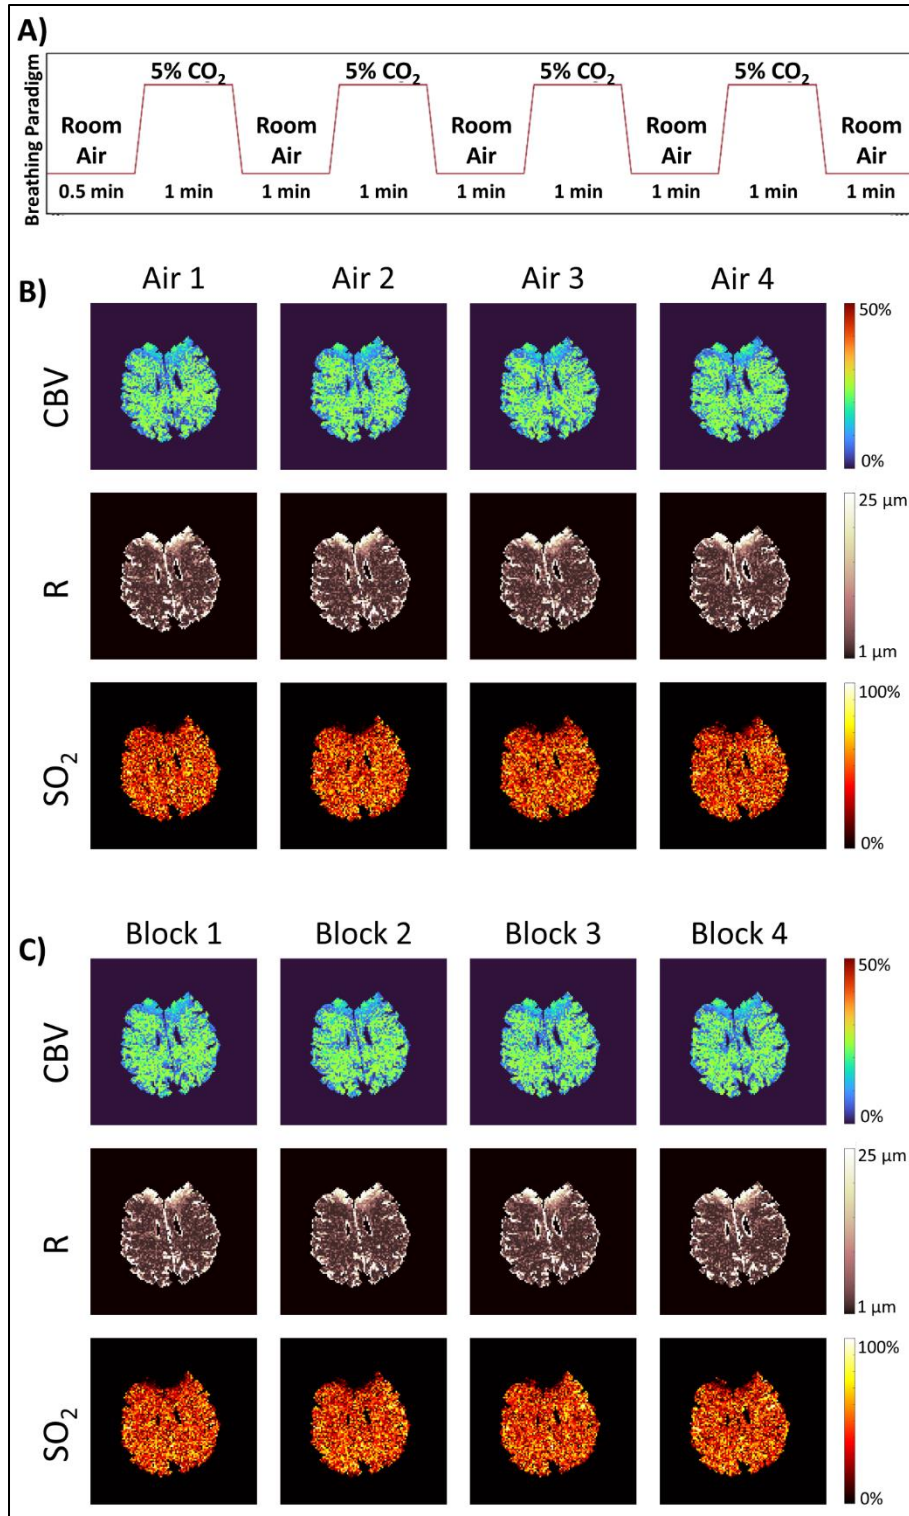 A)
Breathing Paradigm
5% CO₂ 5% CO₂ 5% CO₂ 5% CO₂
Room Room Room Room Room
Air Air Air Air Air
0.5 min 1 min 1 min 1 min 1 min 1 min 1 min 1 min 1 min
B)
Air 1 Air 2 Air 3 Air 4
CBV
50%
0%
R
25 µm
1 µm
SO₂
100%
0%
C)
Block 1 Block 2 Block 3 Block 4
CBV
50%
0%
R
25 µm
1 µm
SO₂
100%
0%